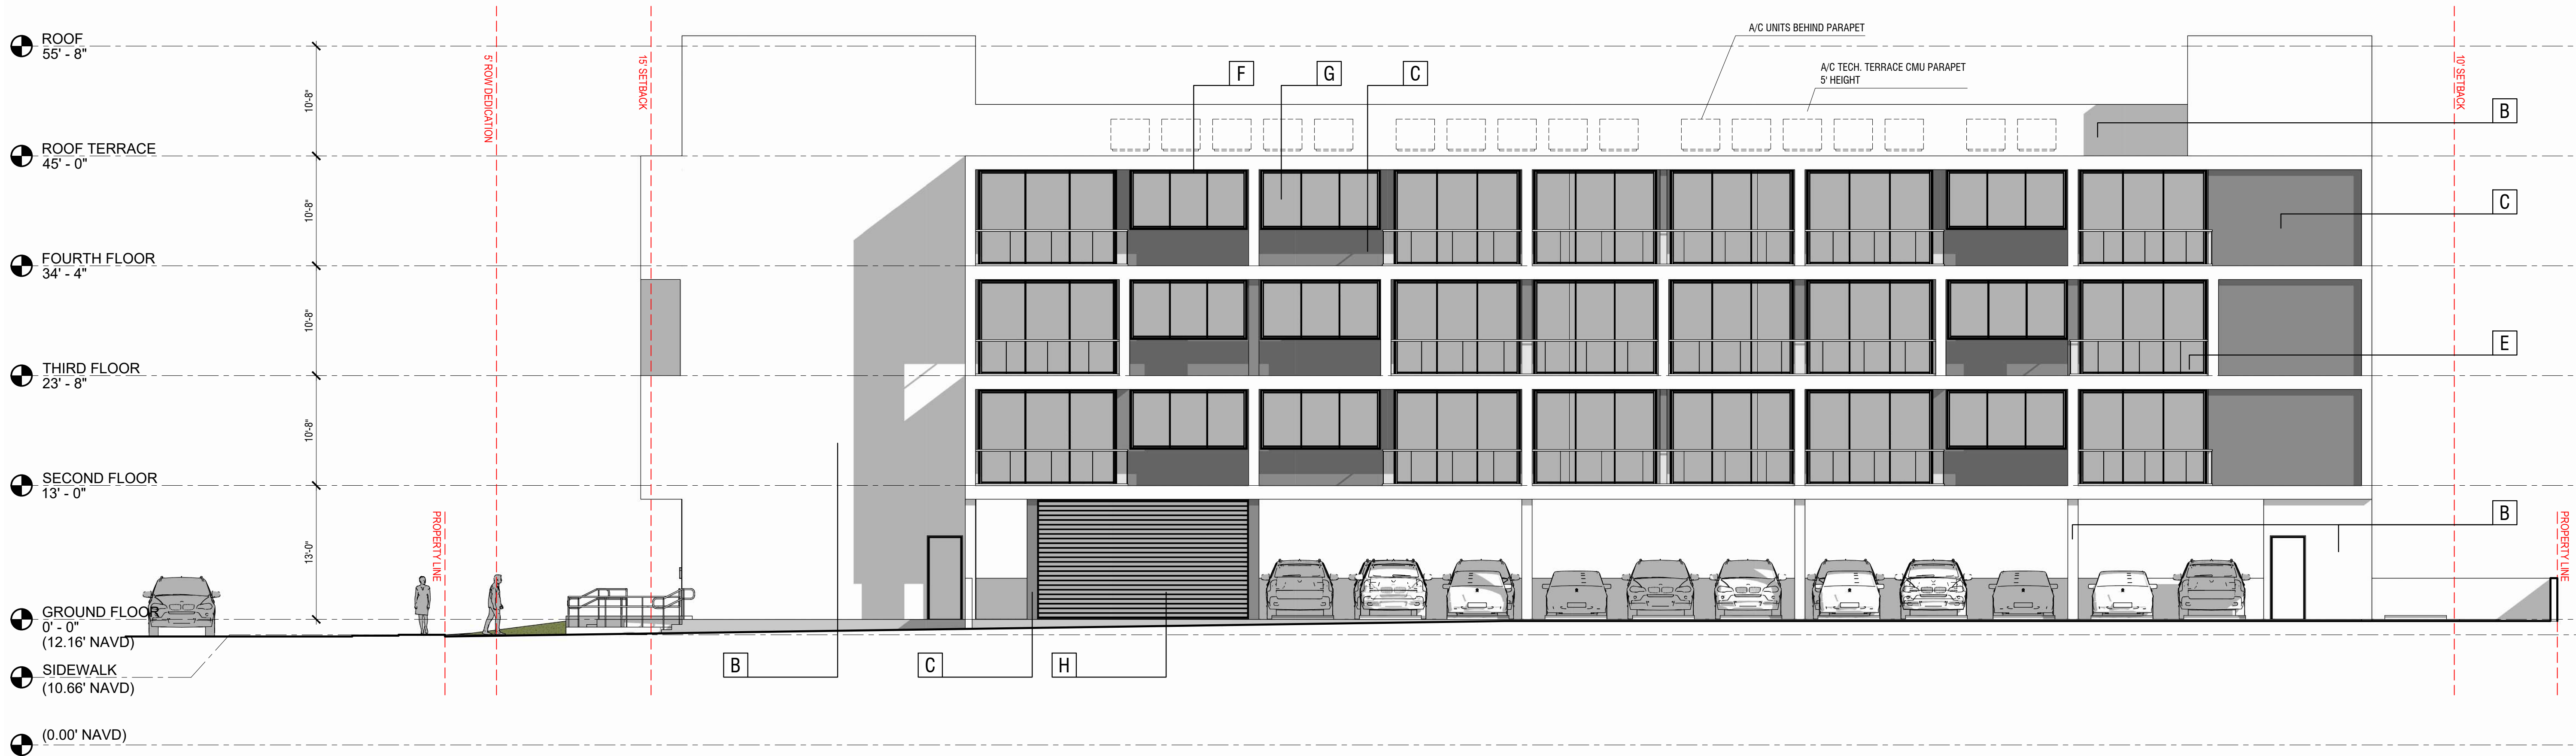 ROOF
55' - 8"
ROOF TERRACE
45' - 0"
FOURTH FLOOR
34' - 4"
THIRD FLOOR
23' - 8"
SECOND FLOOR
13' - 0"
GROUND FLOOR
0' - 0"
(12.16' NAVD)
SIDEWALK
(10.66' NAVD)
(0.00' NAVD)
10'-8"
10'-8"
10'-8"
10'-8"
13'-0"
PROPERTY LINE
5' ROW DEDICATION
15' SETBACK
F
G
C
A/C UNITS BEHIND PARAPET
A/C TECH. TERRACE CMU PARAPET
5' HEIGHT
10' SETBACK
B
C
E
B
PROPERTY LINE
B
C
H